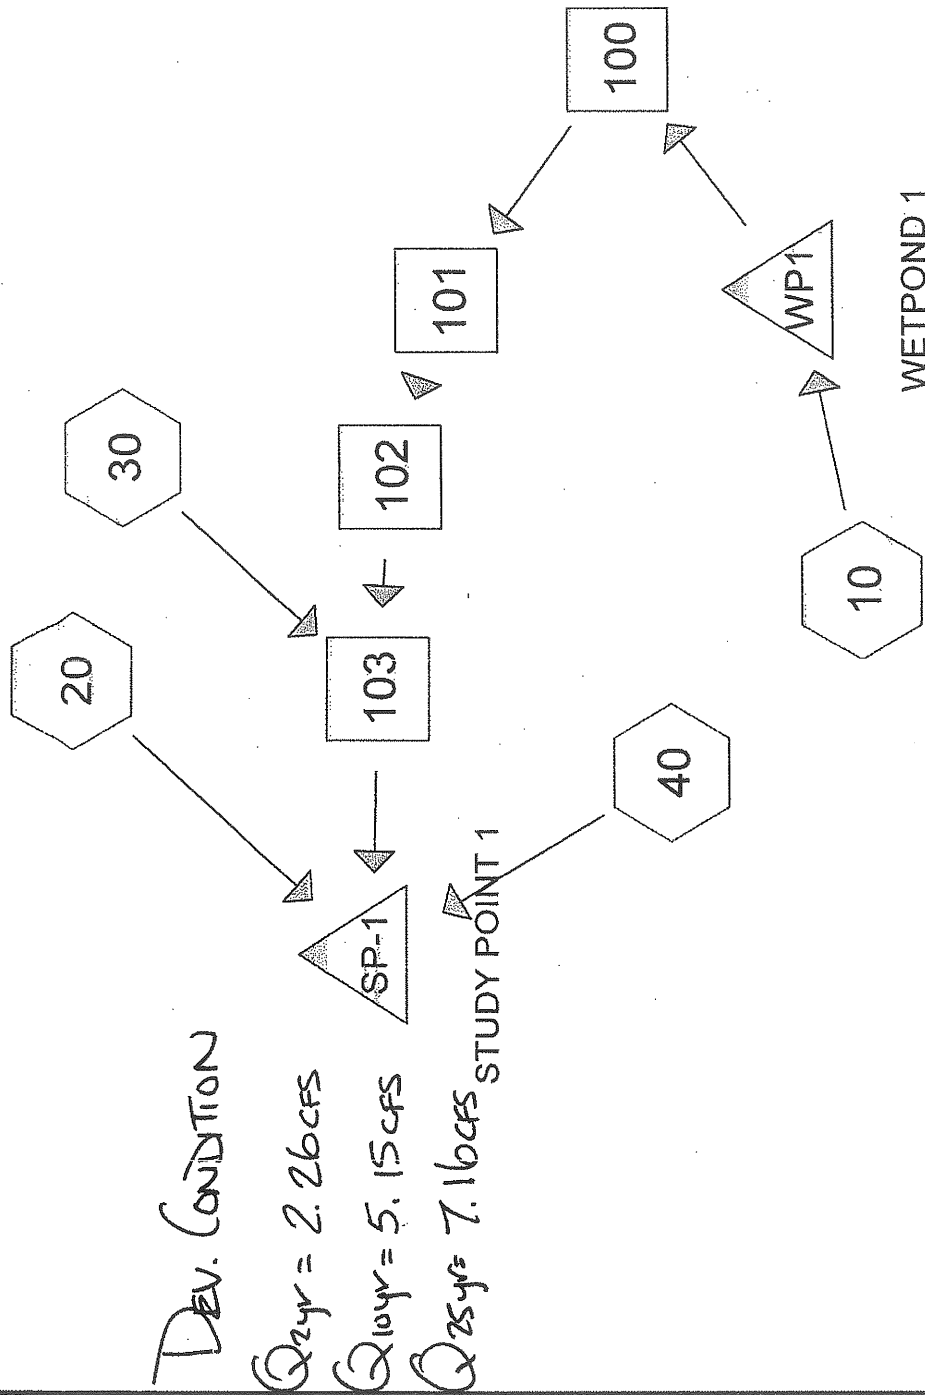 DEV. CONDITION
Q2yr = 2.26CFS
Q10yr = 5.15CFS
Q25yr= 7.16CFS
SP-1
STUDY POINT 1
20
30
103
102
101
100
40
10
WP1
WETPOND 1